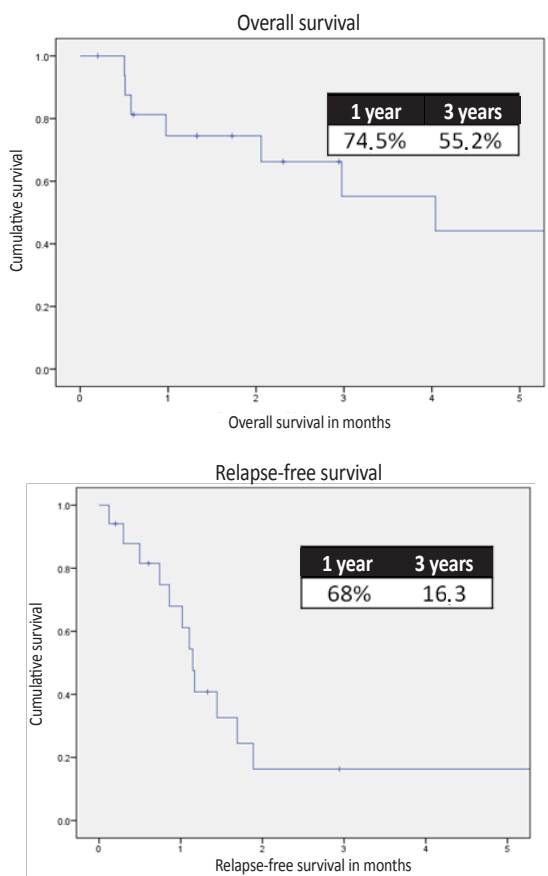 Overall survival
1.0
0.8
0.6
0.4
0.2
0.0
Cumulative survival
1 year 3 years
74.5% 55.2%
0 1 2 3 4 5
Overall survival in months
Relapse-free survival
1.0
0.8
0.6
0.4
0.2
0.0
Cumulative survival
1 year 3 years
68% 16.3
0 1 2 3 4 5
Relapse-free survival in months